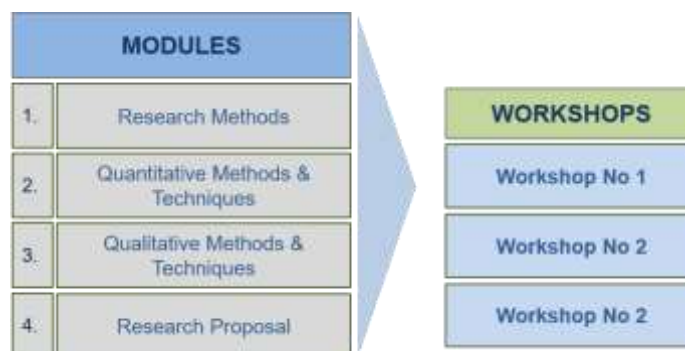 MODULES
1. Research Methods
2. Quantitative Methods &
Techniques
3. Qualitative Methods &
Techniques
4. Research Proposal
WORKSHOPS
Workshop No 1
Workshop No 2
Workshop No 2